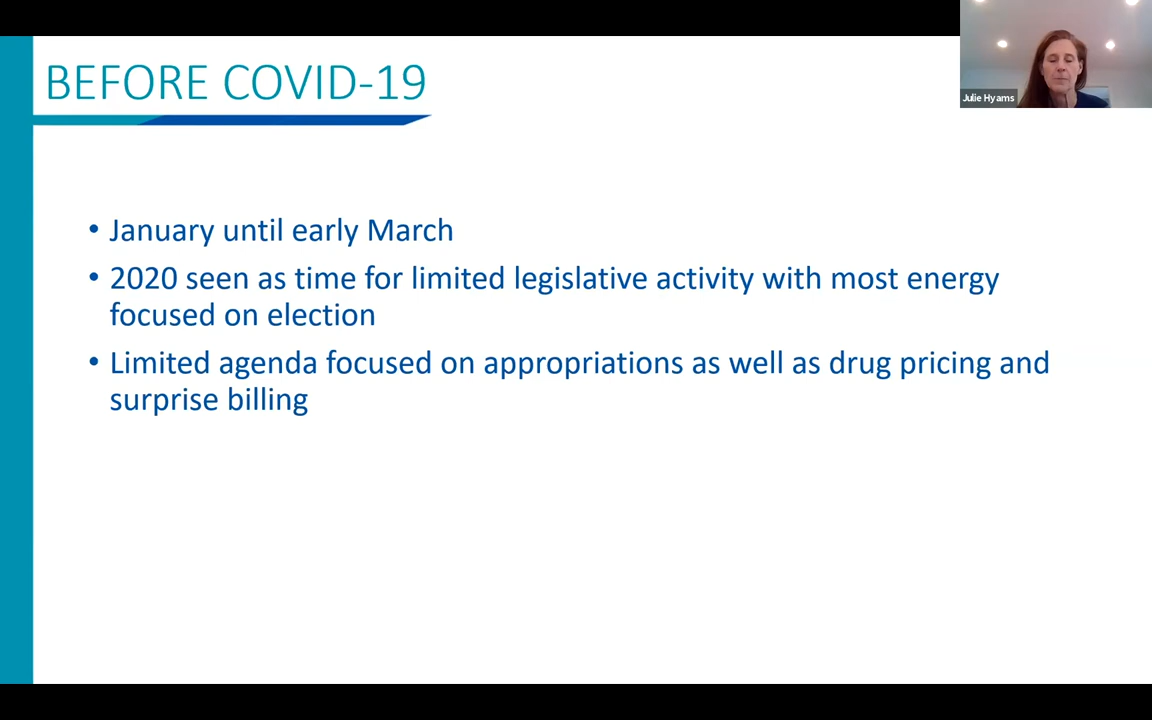 BEFORE COVID-19
Julie Hyams
• January until early March
• 2020 seen as time for limited legislative activity with most energy
focused on election
• Limited agenda focused on appropriations as well as drug pricing and
surprise billing